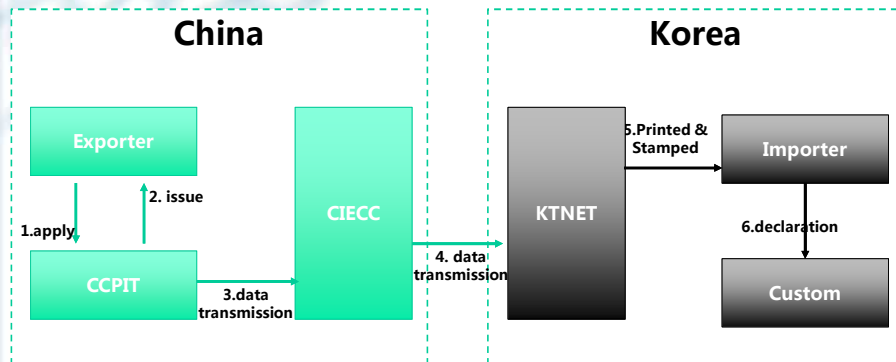 China
Korea
Exporter
CIECC
KTNET
5.Printed &
Stamped
Importer
2. issue
1.apply
6.declaration
4. data
transmission
CCPIT
3.data
transmission
Custom